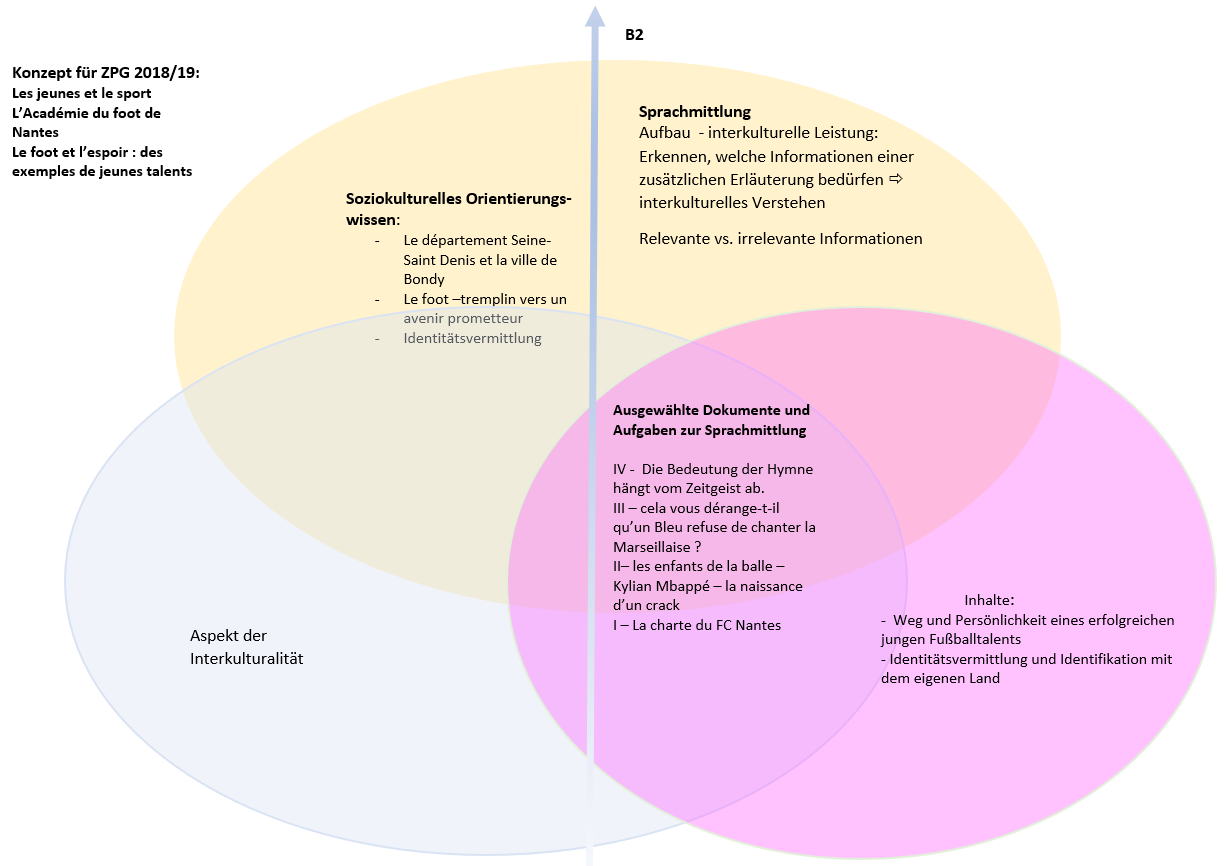 B2
Konzept für ZPG 2018/19:
Les jeunes et le sport
L’Académie du foot de
Nantes
Le foot et l’espoir : des
exemples de jeunes talents
Sprachmittlung
Aufbau - interkulturelle Leistung:
Erkennen, welche Informationen einer
zusätzlichen Erläuterung bedürfen ⇨
interkulturelles Verstehen
Relevante vs. irrelevante Informationen
Soziokulturelles Orientierungs-
wissen:
- Le département Seine-
Saint Denis et la ville de
Bondy
- Le foot –tremplin vers un
avenir prometteur
- Identitätsvermittlung
Ausgewählte Dokumente und
Aufgaben zur Sprachmittlung
IV - Die Bedeutung der Hymne
hängt vom Zeitgeist ab.
III – cela vous dérange-t-il
qu’un Bleu refuse de chanter la
Marseillaise ?
II– les enfants de la balle –
Kylian Mbappé – la naissance
d’un crack
I – La charte du FC Nantes
Aspekt der
Interkulturalität
Inhalte:
- Weg und Persönlichkeit eines erfolgreichen
jungen Fußballtalents
- Identitätsvermittlung und Identifikation mit
dem eigenen Land